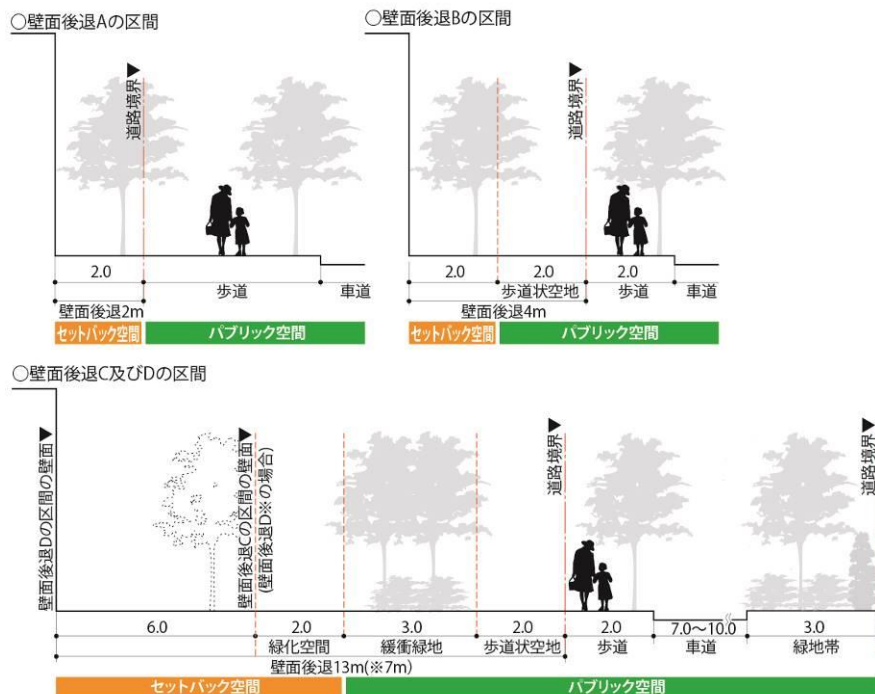 ○壁面後退Aの区間
▼道路境界
2.0
歩道
車道
壁面後退2m
セットバック空間
パブリック空間
○壁面後退Bの区間
▼道路境界
2.0
2.0
2.0
歩道状空地
歩道
車道
壁面後退4m
セットバック空間
パブリック空間
○壁面後退C及びDの区間
▼壁面後退Dの区間の壁面
▼壁面後退Cの区間の壁面
(壁面後退D※の場合)
▼道路境界
▼道路境界
6.0
2.0
3.0
2.0
2.0
7.0～10.0
3.0
緑化空間
緩衝緑地
歩道状空地
歩道
車道
緑地帯
壁面後退13m(※7m)
セットバック空間
パブリック空間